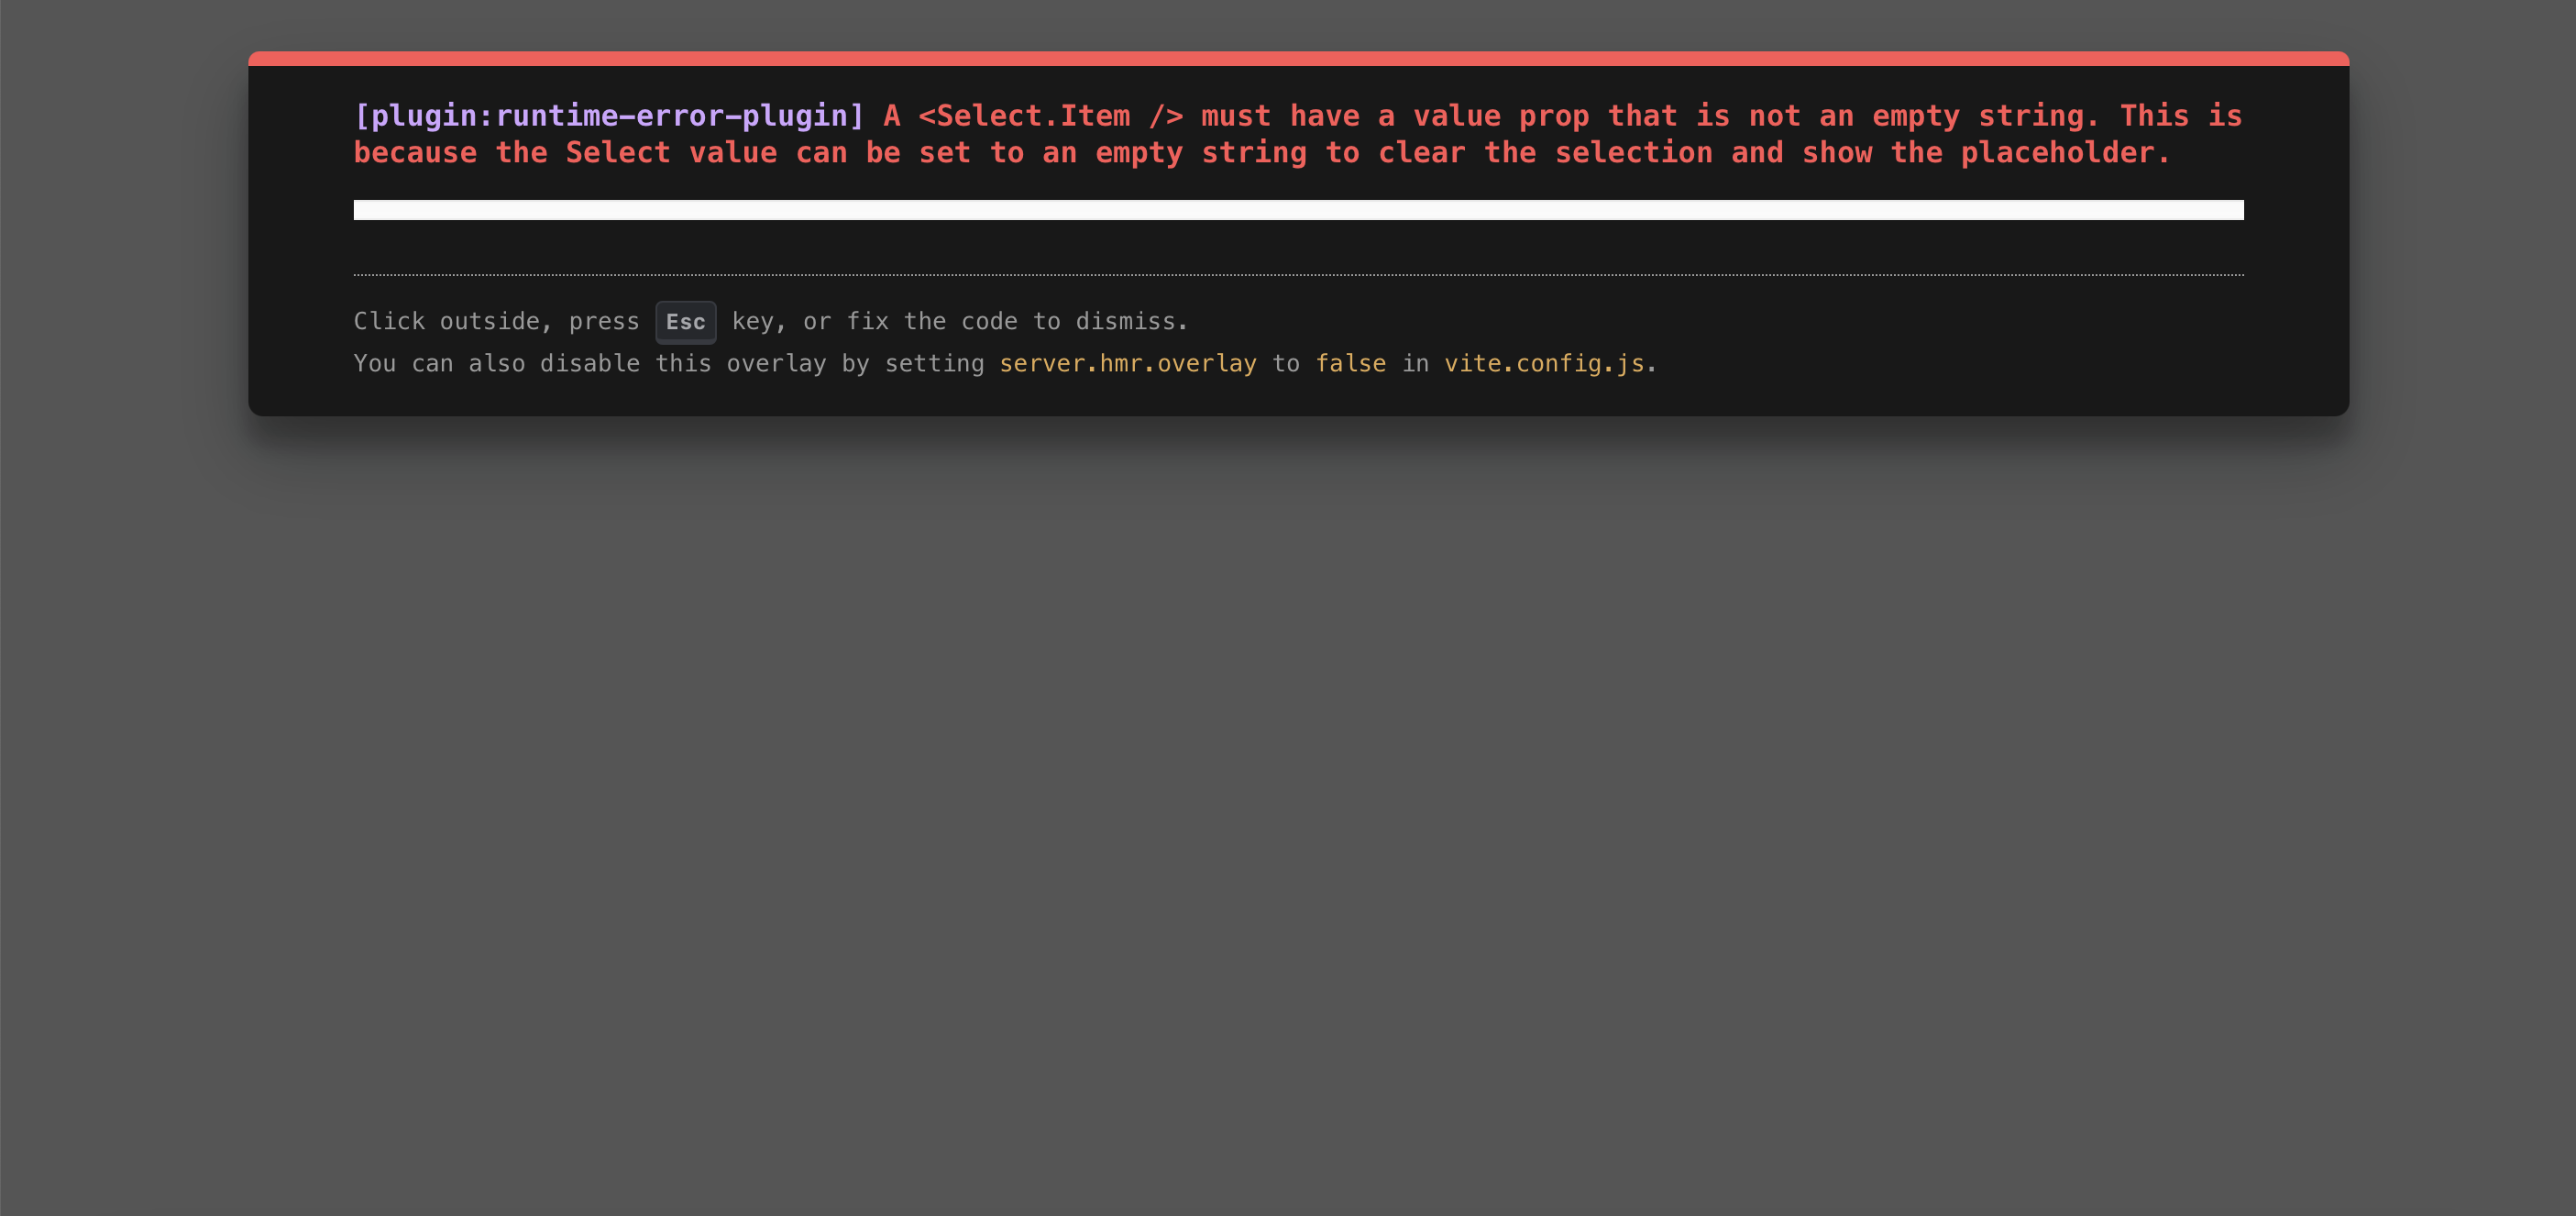 [plugin:runtime-error-plugin] A <Select.Item /> must have a value prop that is not an empty string. This is
because the Select value can be set to an empty string to clear the selection and show the placeholder.
Click outside, press Esc key, or fix the code to dismiss.
You can also disable this overlay by setting server.hmr.overlay to false in vite.config.js.